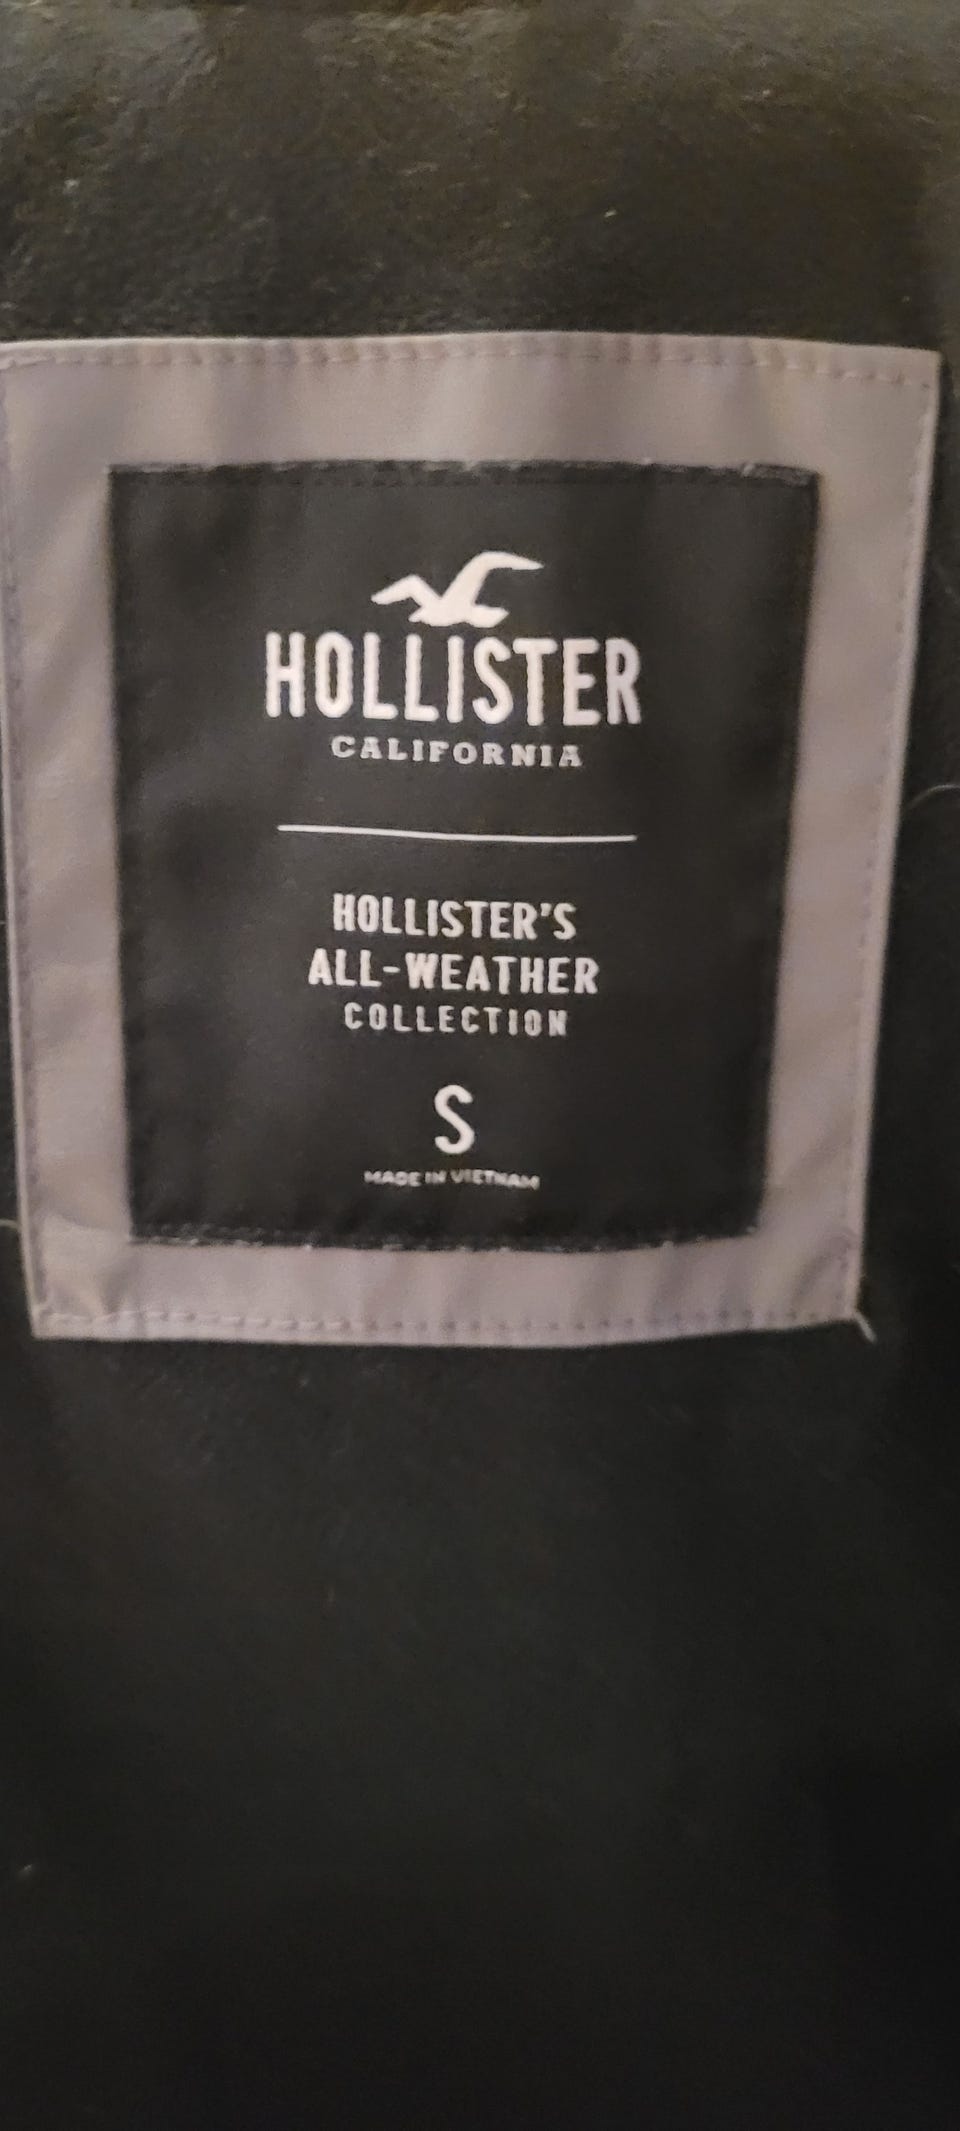 HOLLISTER
CALIFORNIA
HOLLISTER'S
ALL-WEATHER
COLLECTION
S
MADE IN VIETNAM